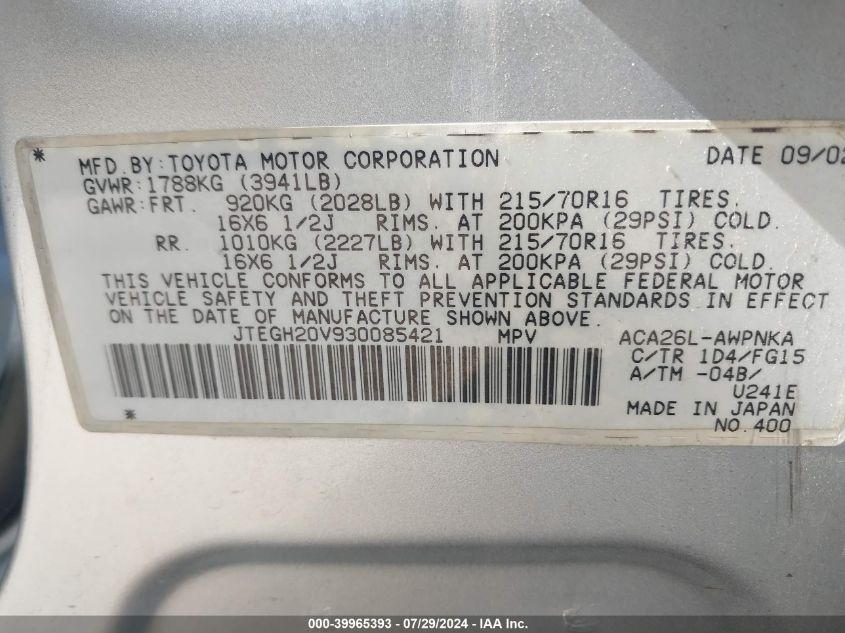 * MFD.BY:TOYOTA MOTOR CORPORATION DATE 09/02
GVWR:1788KG (3941LB)
GAWR:FRT. 920KG (2028LB) WITH 215/70R16 TIRES.
16X6 1/2J RIMS. AT 200KPA (29PSI) COLD.
RR. 1010KG (2227LB) WITH 215/70R16 TIRES.
16X6 1/2J RIMS. AT 200KPA (29PSI) COLD.
THIS VEHICLE CONFORMS TO ALL APPLICABLE FEDERAL MOTOR
VEHICLE SAFETY AND THEFT PREVENTION STANDARDS IN EFFECT
ON THE DATE OF MANUFACTURE SHOWN ABOVE.
JTEGH20V930085421 MPV ACA26L-AWPNKA
C/TR 1D4/FG15
A/TM -04B/
U241E
* MADE IN JAPAN
NO.400
000-39965393 - 07/29/2024 - IAA Inc.